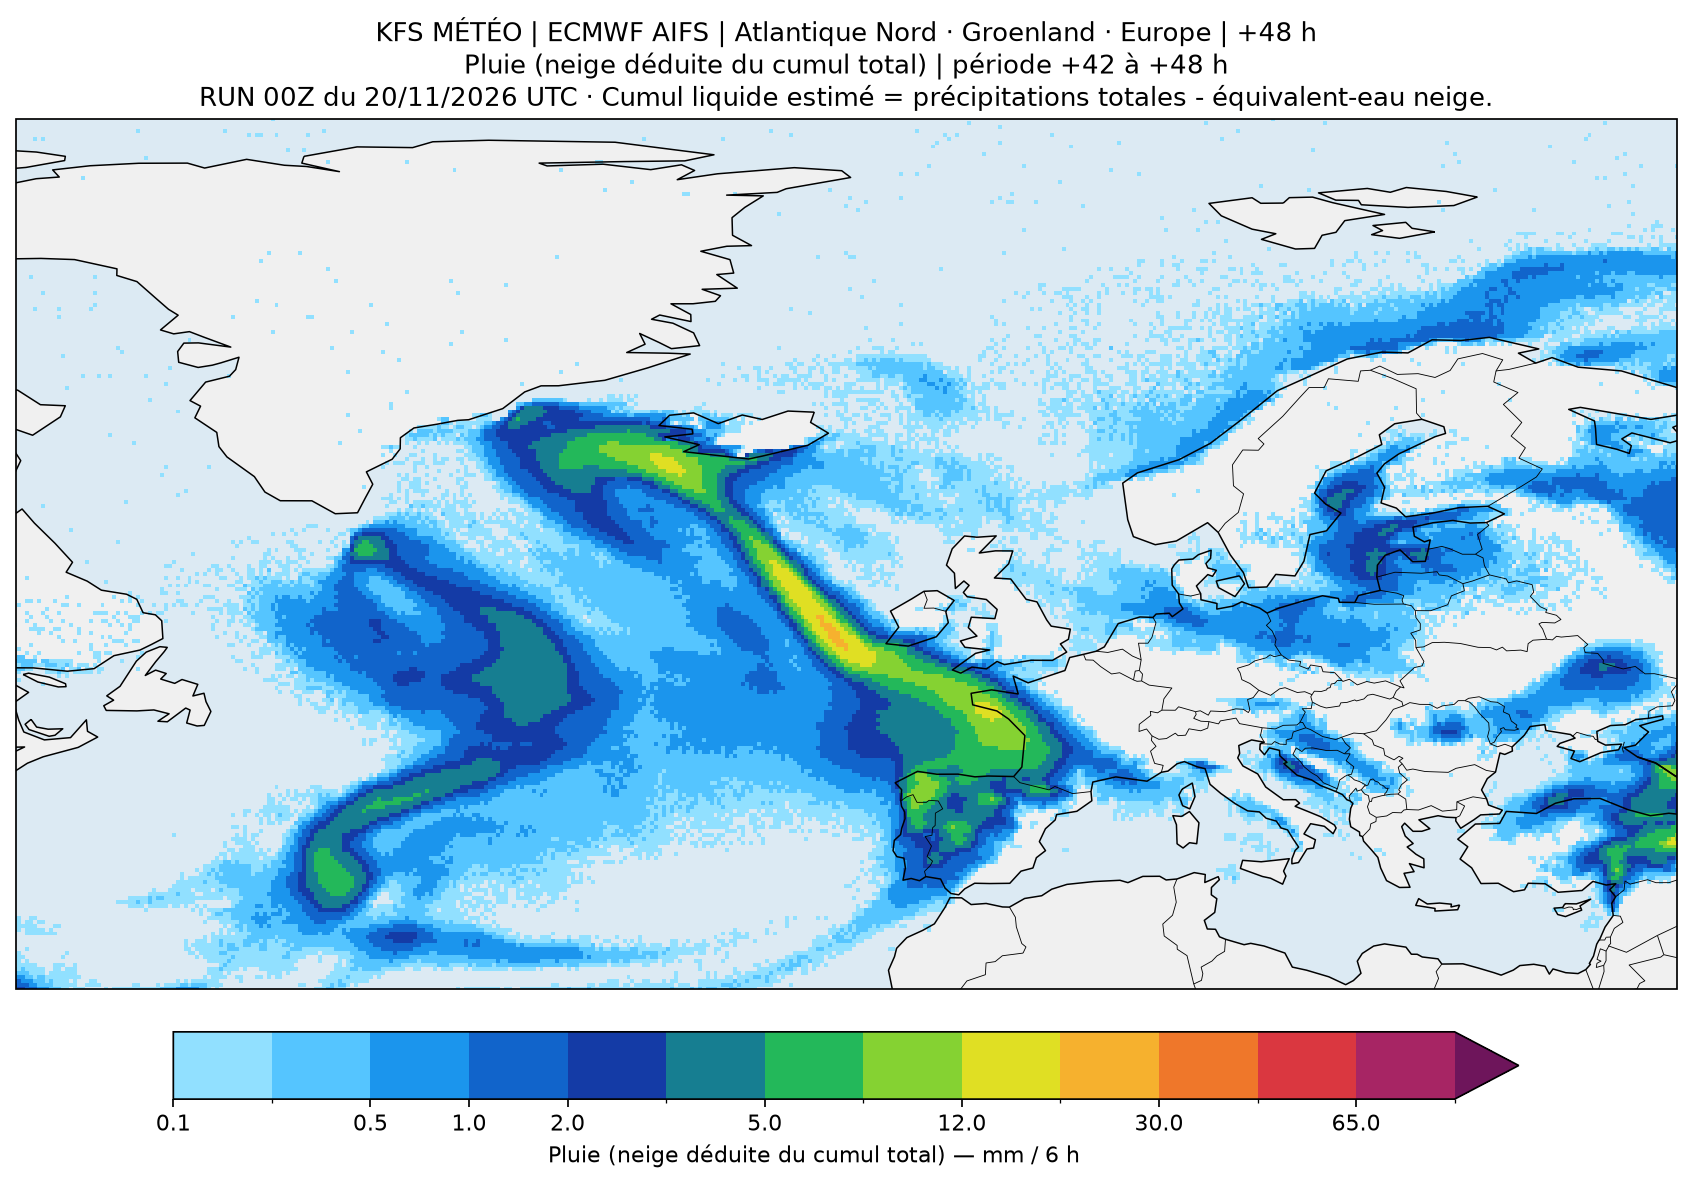 KFS MÉTÉO | ECMWF AIFS | Atlantique Nord · Groenland · Europe | +48 h
Pluie (neige déduite du cumul total) | période +42 à +48 h
RUN 00Z du 20/11/2026 UTC · Cumul liquide estimé = précipitations totales - équivalent-eau neige.
0.1 0.5 1.0 2.0 5.0 12.0 30.0 65.0
Pluie (neige déduite du cumul total) — mm / 6 h